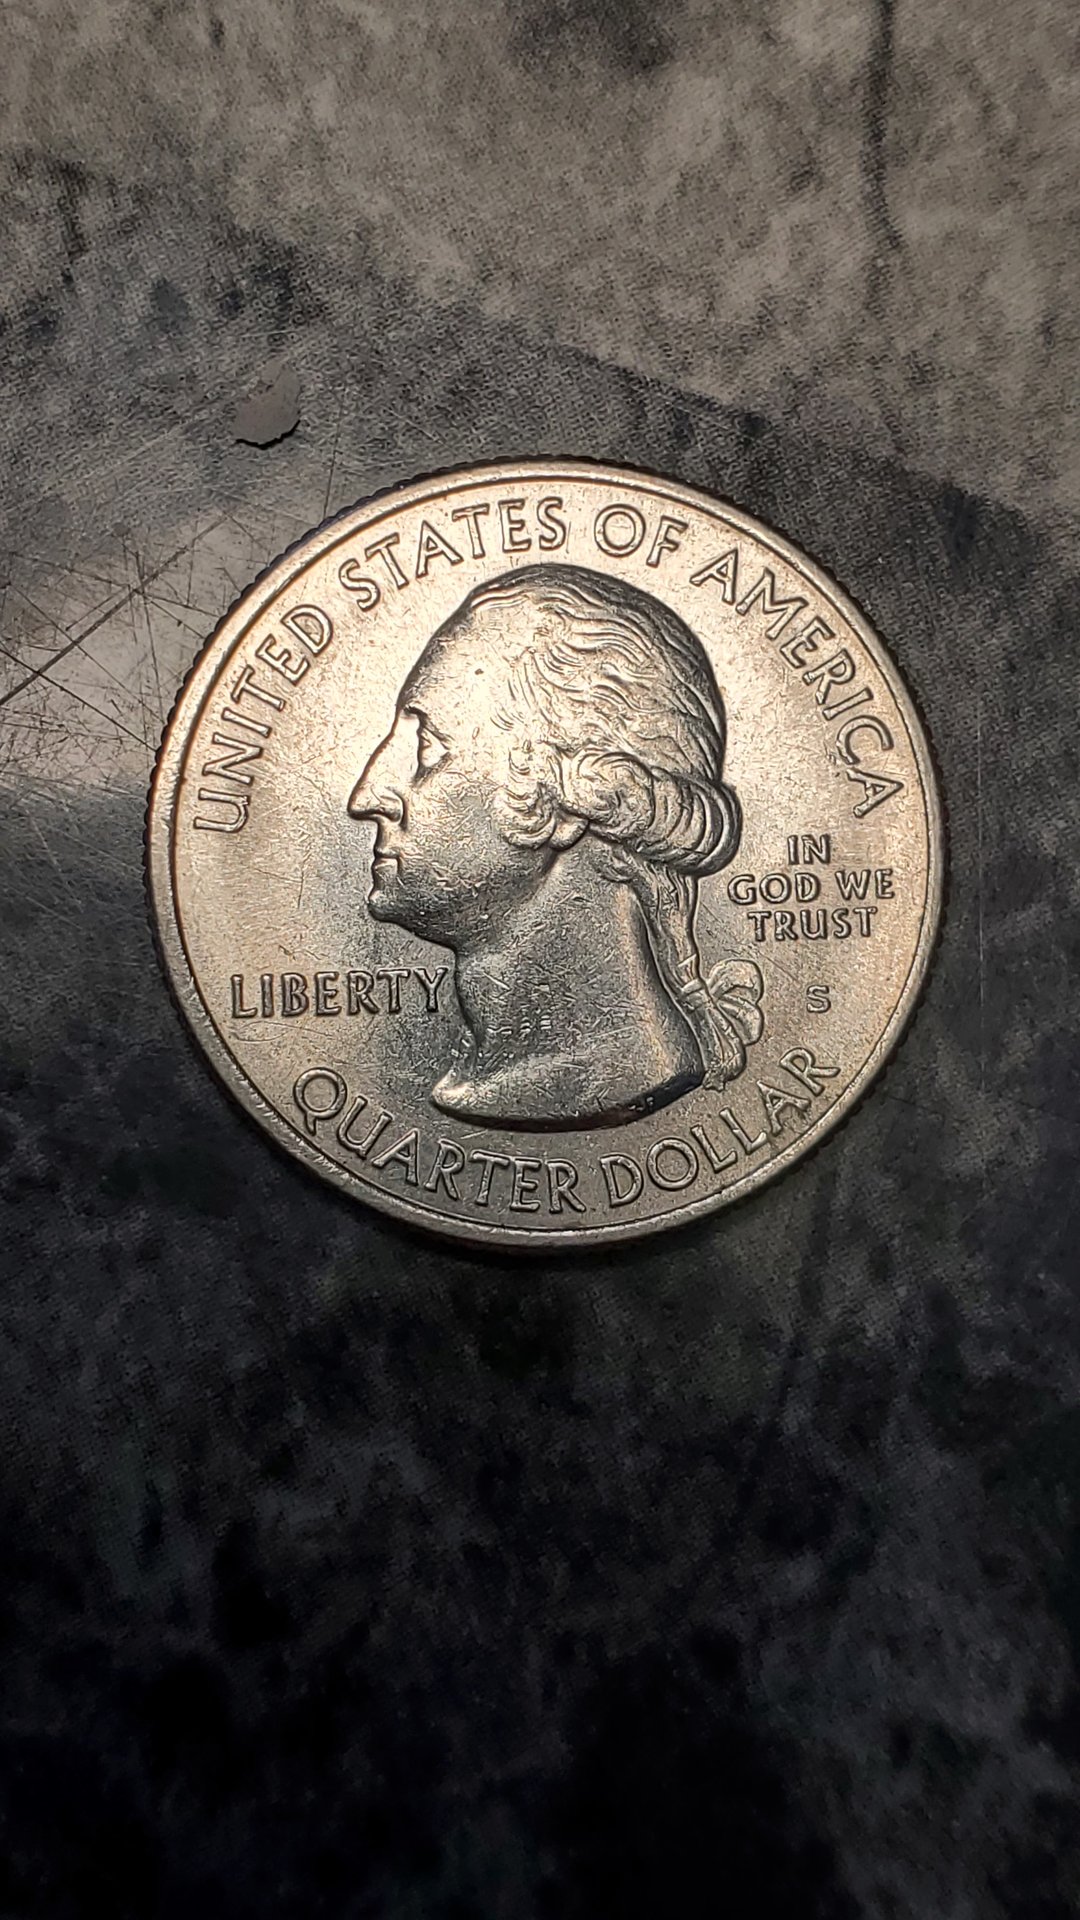 UNITED STATES OF AMERICA
IN
GOD WE
TRUST
LIBERTY
S
QUARTER DOLLAR